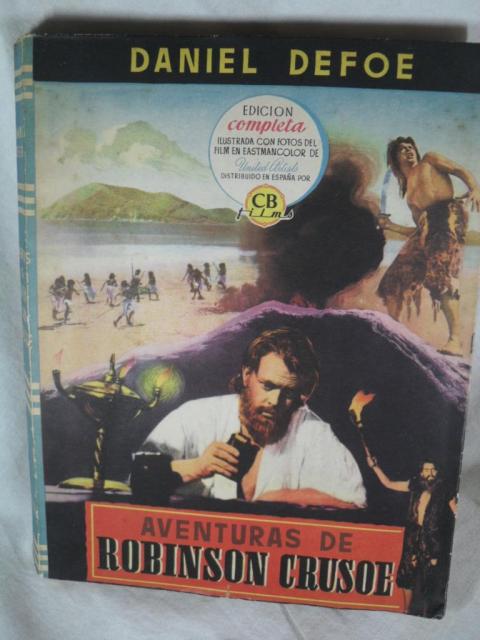 DANIEL DEFOE
EDICION
completa
ILUSTRADA CON FOTOS DEL
FILM EN EASTMANCOLOR DE
United Artists
DISTRIBUIDO EN ESPAÑA POR
CB
films
AVENTURAS DE
ROBINSON CRUSOE